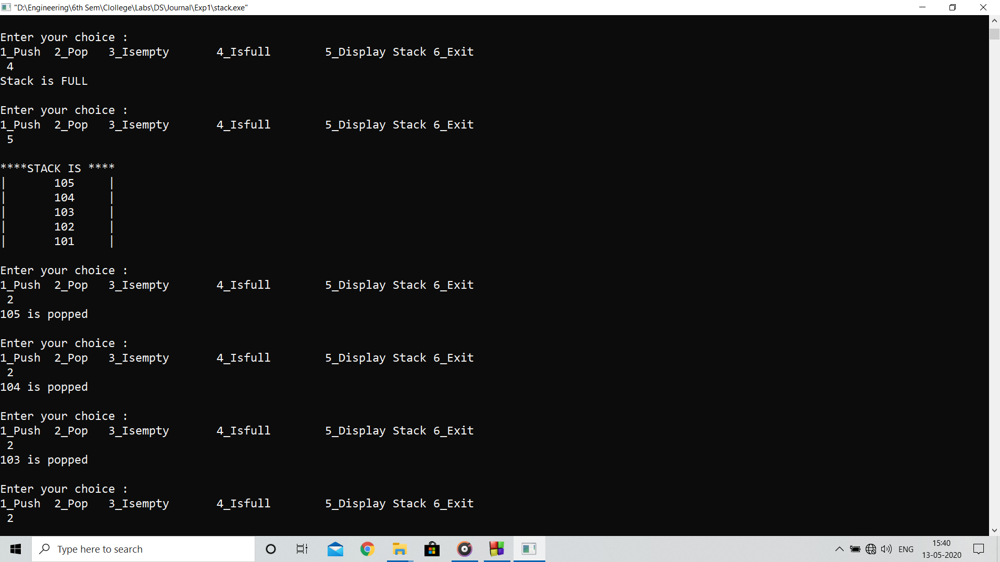 "D:\Engineering\6th Sem\Clollege\Labs\DS\Journal\Exp1\stack.exe"
Enter your choice :
1_Push 2_Pop 3_Isempty 4_Isfull 5_Display Stack 6_Exit
4
Stack is FULL
Enter your choice :
1_Push 2_Pop 3_Isempty 4_Isfull 5_Display Stack 6_Exit
5
****STACK IS ****
| 105 |
| 104 |
| 103 |
| 102 |
| 101 |
Enter your choice :
1_Push 2_Pop 3_Isempty 4_Isfull 5_Display Stack 6_Exit
2
105 is popped
Enter your choice :
1_Push 2_Pop 3_Isempty 4_Isfull 5_Display Stack 6_Exit
2
104 is popped
Enter your choice :
1_Push 2_Pop 3_Isempty 4_Isfull 5_Display Stack 6_Exit
2
103 is popped
Enter your choice :
1_Push 2_Pop 3_Isempty 4_Isfull 5_Display Stack 6_Exit
2
Type here to search
ENG
15:40
13-05-2020